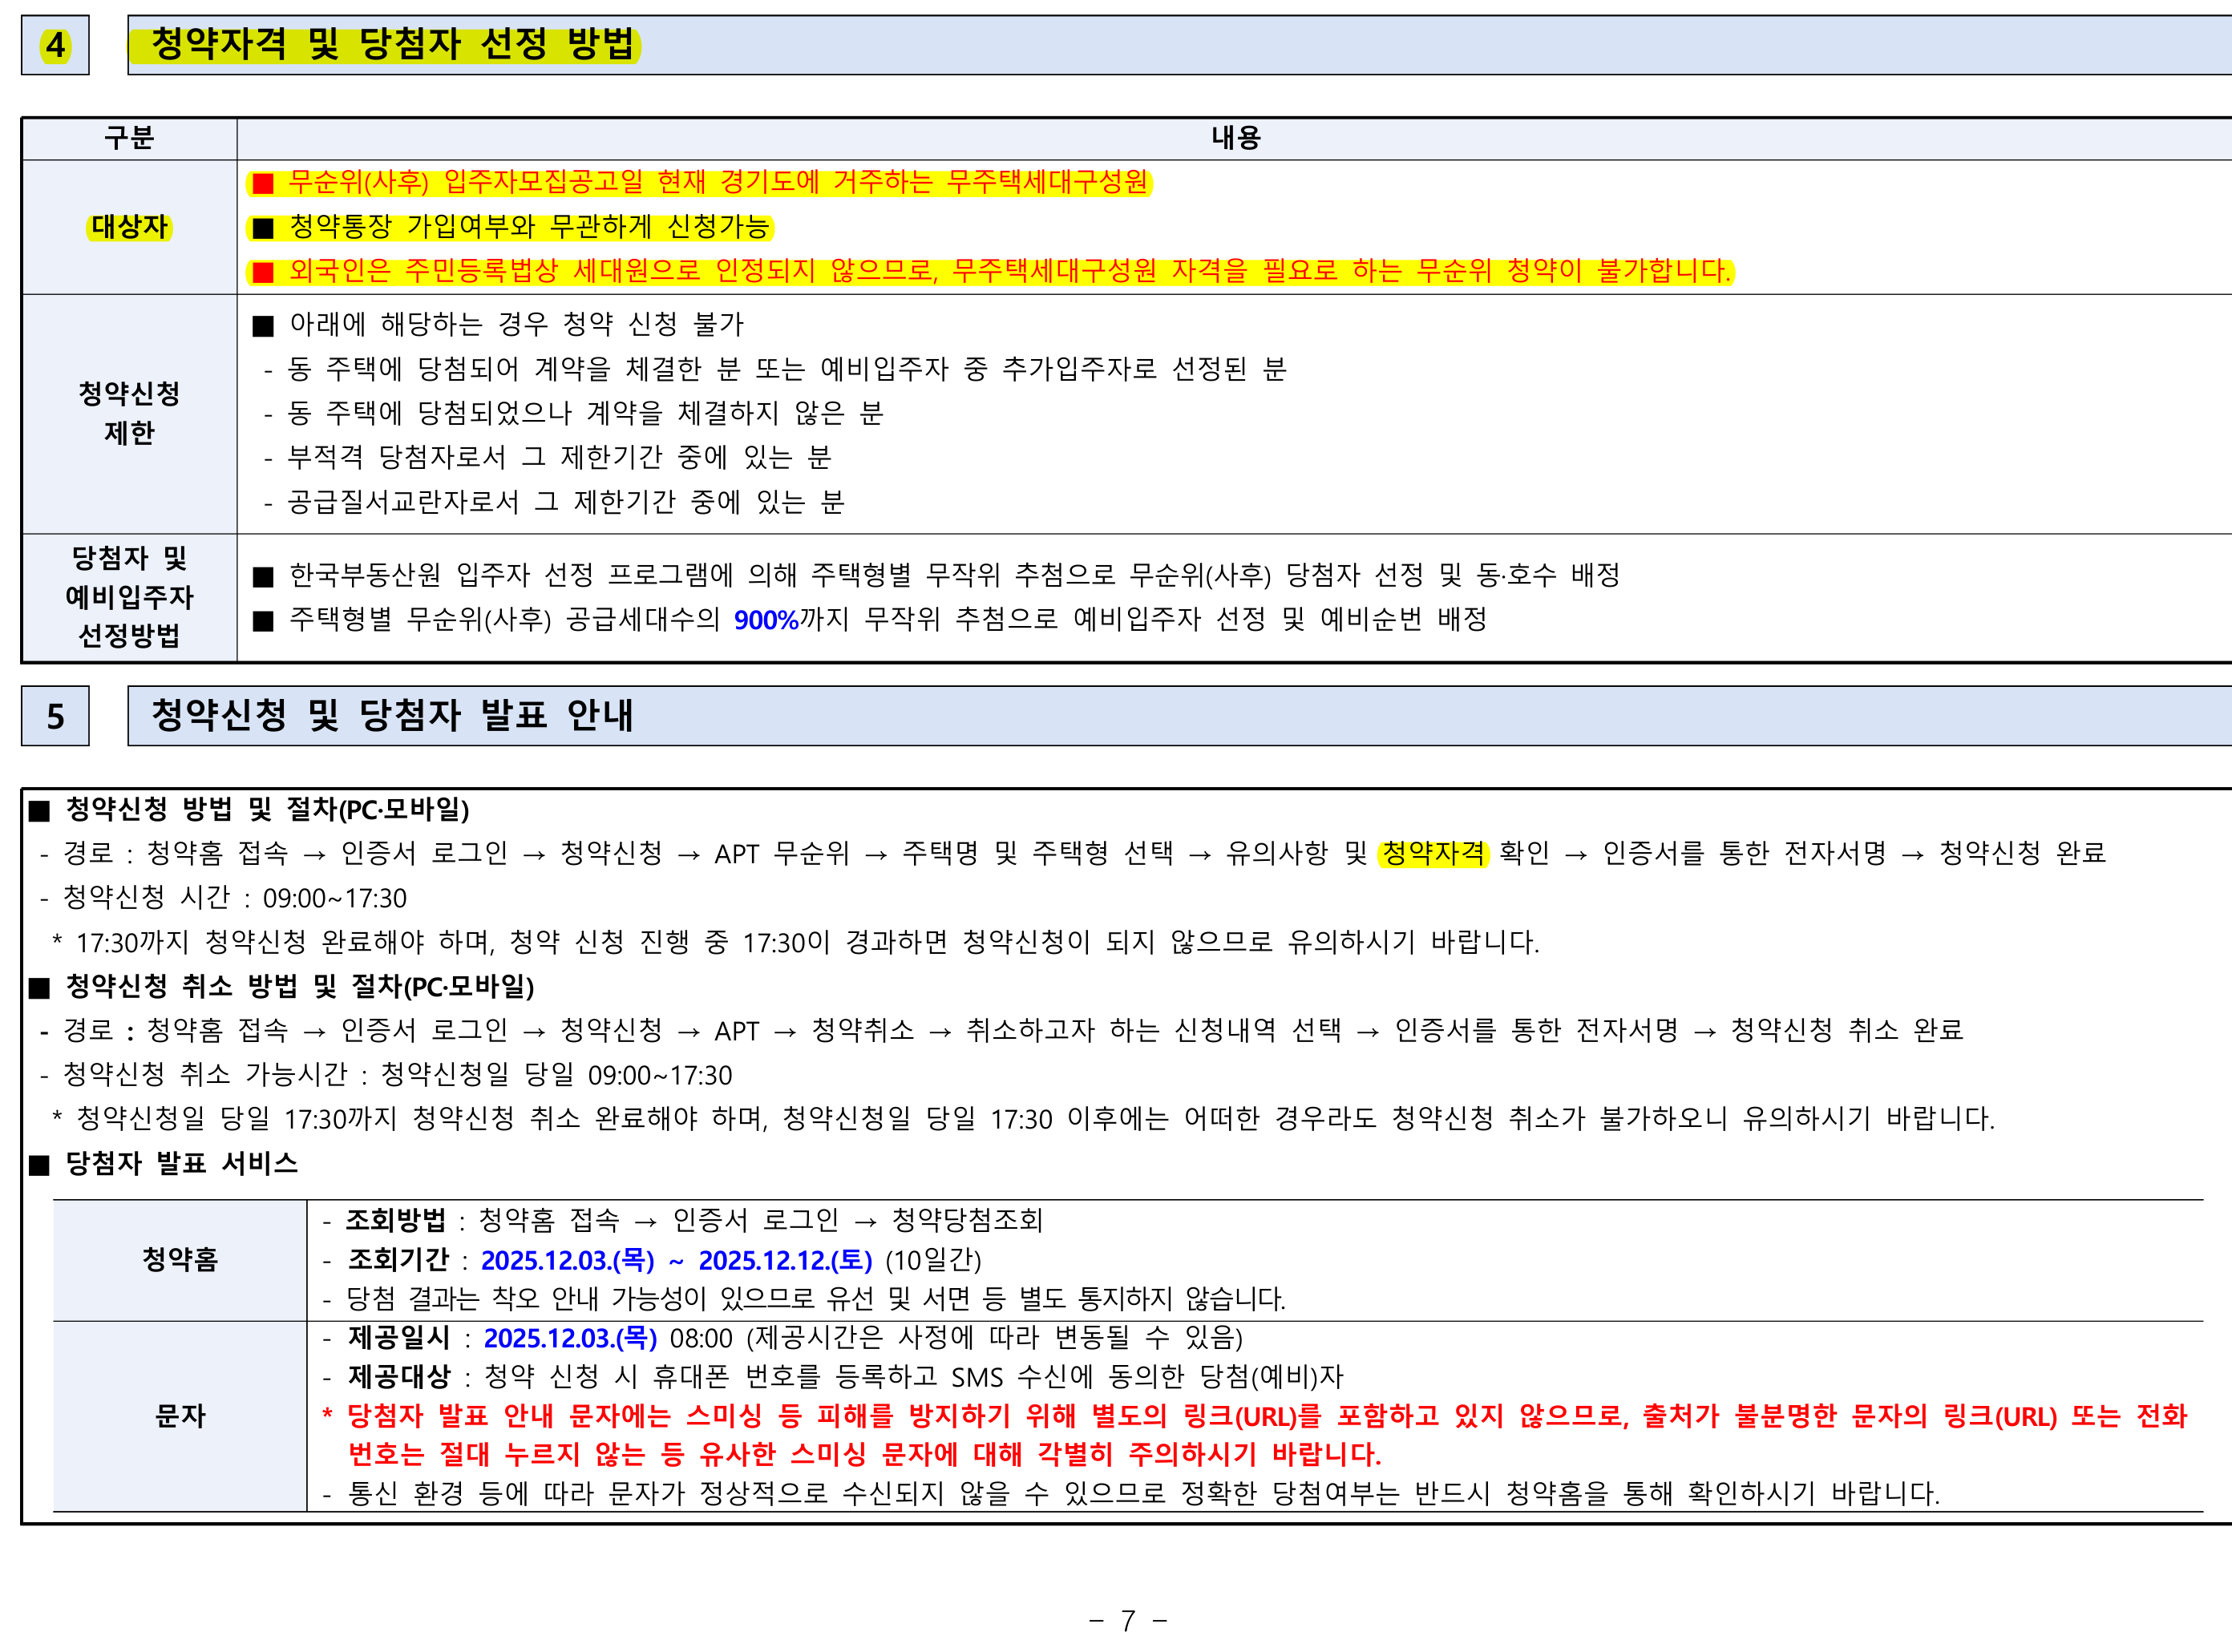 4 청약자격 및 당첨자 선정 방법
구분 내용
대상자
■ 무순위(사후) 입주자모집공고일 현재 경기도에 거주하는 무주택세대구성원
■ 청약통장 가입여부와 무관하게 신청가능
■ 외국인은 주민등록법상 세대원으로 인정되지 않으므로, 무주택세대구성원 자격을 필요로 하는 무순위 청약이 불가합니다.
청약신청
제한
■ 아래에 해당하는 경우 청약 신청 불가
- 동 주택에 당첨되어 계약을 체결한 분 또는 예비입주자 중 추가입주자로 선정된 분
- 동 주택에 당첨되었으나 계약을 체결하지 않은 분
- 부적격 당첨자로서 그 제한기간 중에 있는 분
- 공급질서교란자로서 그 제한기간 중에 있는 분
당첨자 및
예비입주자
선정방법
■ 한국부동산원 입주자 선정 프로그램에 의해 주택형별 무작위 추첨으로 무순위(사후) 당첨자 선정 및 동·호수 배정
■ 주택형별 무순위(사후) 공급세대수의 900%까지 무작위 추첨으로 예비입주자 선정 및 예비순번 배정
5 청약신청 및 당첨자 발표 안내
■ 청약신청 방법 및 절차(PC·모바일)
- 경로 : 청약홈 접속 → 인증서 로그인 → 청약신청 → APT 무순위 → 주택명 및 주택형 선택 → 유의사항 및 청약자격 확인 → 인증서를 통한 전자서명 → 청약신청 완료
- 청약신청 시간 : 09:00~17:30
* 17:30까지 청약신청 완료해야 하며, 청약 신청 진행 중 17:30이 경과하면 청약신청이 되지 않으므로 유의하시기 바랍니다.
■ 청약신청 취소 방법 및 절차(PC·모바일)
- 경로 : 청약홈 접속 → 인증서 로그인 → 청약신청 → APT → 청약취소 → 취소하고자 하는 신청내역 선택 → 인증서를 통한 전자서명 → 청약신청 취소 완료
- 청약신청 취소 가능시간 : 청약신청일 당일 09:00~17:30
* 청약신청일 당일 17:30까지 청약신청 취소 완료해야 하며, 청약신청일 당일 17:30 이후에는 어떠한 경우라도 청약신청 취소가 불가하오니 유의하시기 바랍니다.
■ 당첨자 발표 서비스
청약홈
- 조회방법 : 청약홈 접속 → 인증서 로그인 → 청약당첨조회
- 조회기간 : 2025.12.03.(목) ~ 2025.12.12.(토) (10일간)
- 당첨 결과는 착오 안내 가능성이 있으므로 유선 및 서면 등 별도 통지하지 않습니다.
문자
- 제공일시 : 2025.12.03.(목) 08:00 (제공시간은 사정에 따라 변동될 수 있음)
- 제공대상 : 청약 신청 시 휴대폰 번호를 등록하고 SMS 수신에 동의한 당첨(예비)자
* 당첨자 발표 안내 문자에는 스미싱 등 피해를 방지하기 위해 별도의 링크(URL)를 포함하고 있지 않으므로, 출처가 불분명한 문자의 링크(URL) 또는 전화
번호는 절대 누르지 않는 등 유사한 스미싱 문자에 대해 각별히 주의하시기 바랍니다.
- 통신 환경 등에 따라 문자가 정상적으로 수신되지 않을 수 있으므로 정확한 당첨여부는 반드시 청약홈을 통해 확인하시기 바랍니다.
- 7 -